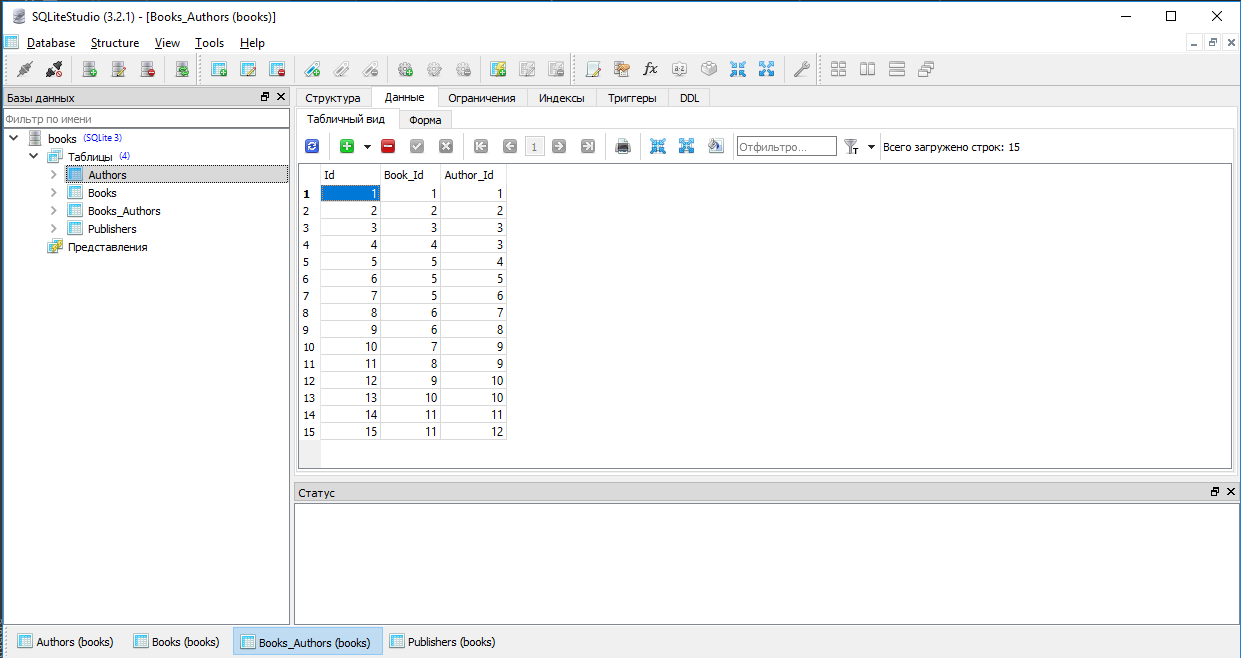 SQLiteStudio (3.2.1) - [Books_Authors (books)]
Database Structure View Tools Help
Базы данных
Фильтр по имени
books (SQLite 3)
Таблицы (4)
Authors
Books
Books_Authors
Publishers
Представления
Структура Данные Ограничения Индексы Триггеры DDL
Табличный вид Форма
1 Отфильтро... Всего загружено строк: 15
Id Book_Id Author_Id
1 1 1 1
2 2 2 2
3 3 3 3
4 4 4 3
5 5 5 4
6 6 5 5
7 7 5 6
8 8 6 7
9 9 6 8
10 10 7 9
11 11 8 9
12 12 9 10
13 13 10 10
14 14 11 11
15 15 11 12
Статус
Authors (books) Books (books) Books_Authors (books) Publishers (books)